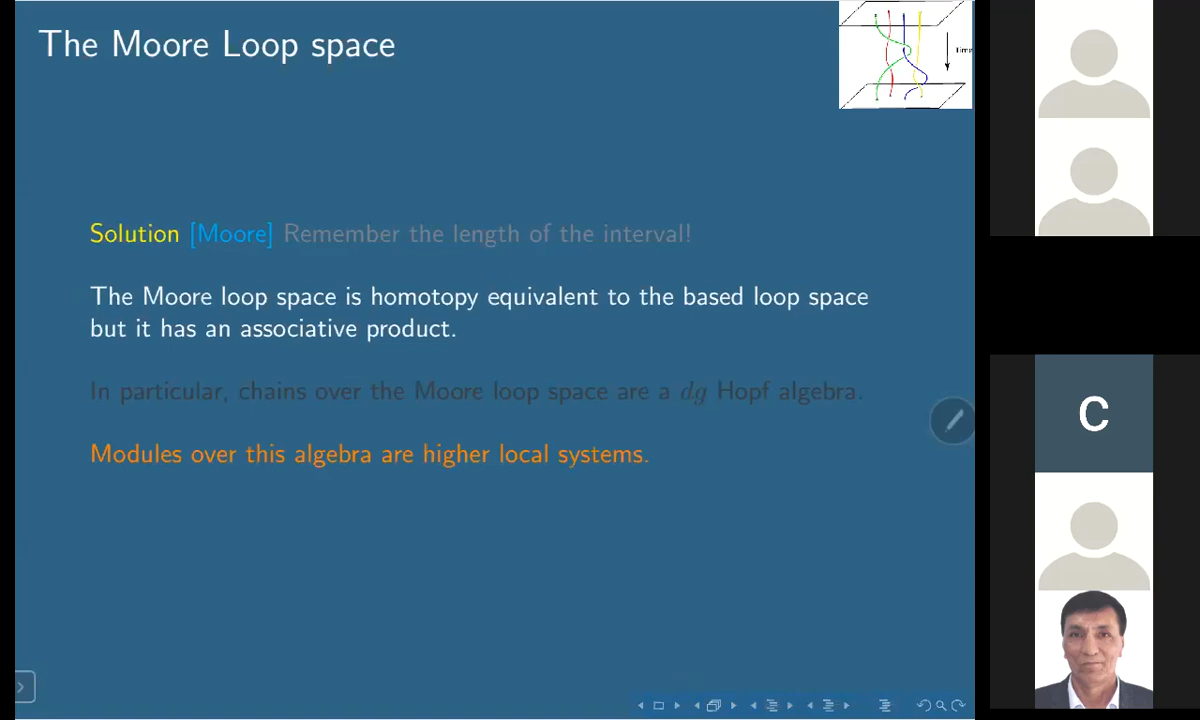 The Moore Loop space
Time
Solution [Moore] Remember the length of the interval!
The Moore loop space is homotopy equivalent to the based loop space
but it has an associative product.
In particular, chains over the Moore loop space are a dg Hopf algebra.
Modules over this algebra are higher local systems.
C